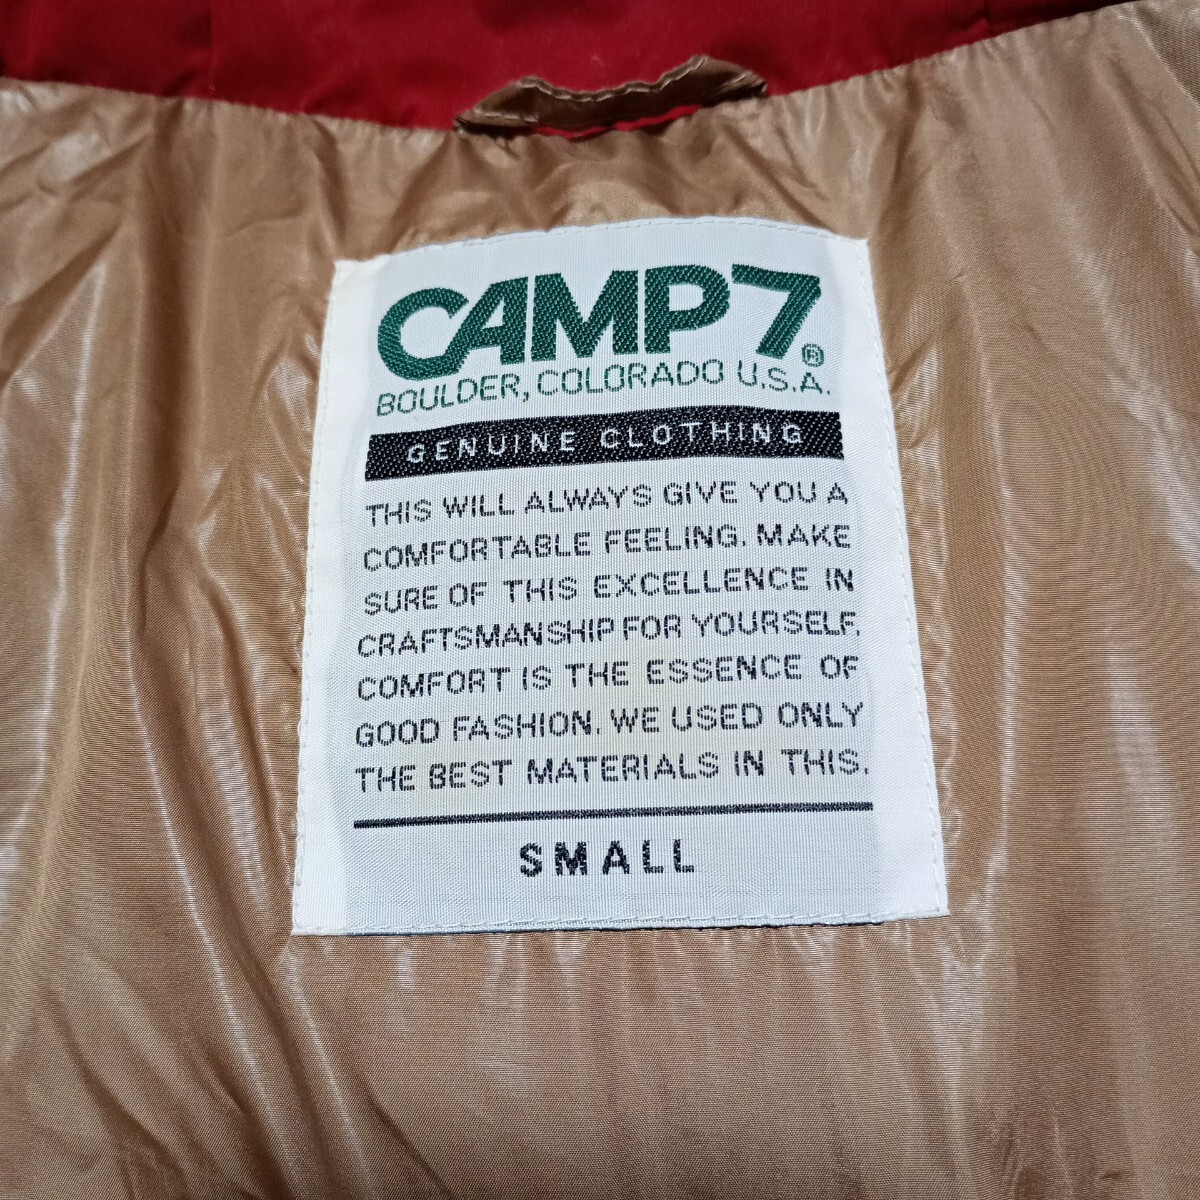 CAMP7®
BOULDER, COLORADO U.S.A.
GENUINE CLOTHING
THIS WILL ALWAYS GIVE YOU A
COMFORTABLE FEELING. MAKE
SURE OF THIS EXCELLENCE IN
CRAFTSMANSHIP FOR YOURSELF.
COMFORT IS THE ESSENCE OF
GOOD FASHION. WE USED ONLY
THE BEST MATERIALS IN THIS.
SMALL